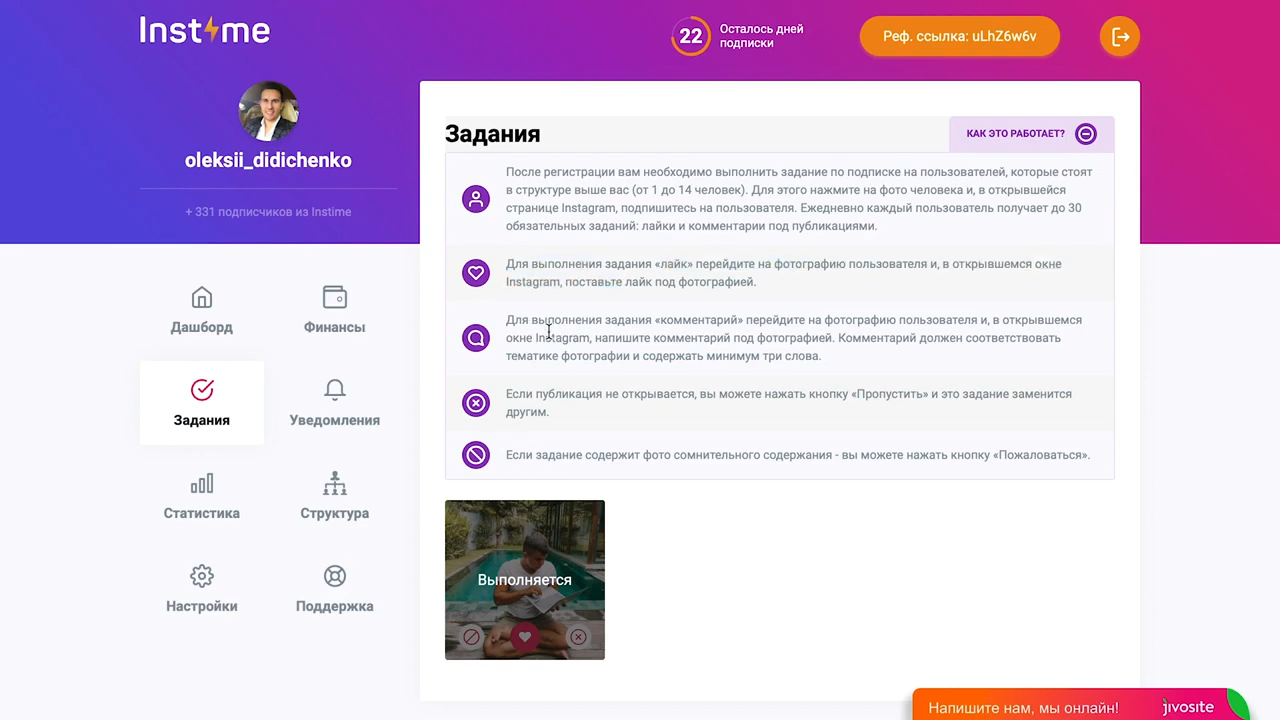 Inst⚡me
22
Осталось дней
подписки
Реф. ссылка: uLhZ6w6v
oleksii_didichenko
+ 331 подписчиков из Instime
Дашборд
Финансы
Задания
Уведомления
Статистика
Структура
Настройки
Поддержка
Задания
КАК ЭТО РАБОТАЕТ?
После регистрации вам необходимо выполнить задание по подписке на пользователей, которые стоят
в структуре выше вас (от 1 до 14 человек). Для этого нажмите на фото человека и, в открывшейся
странице Instagram, подпишитесь на пользователя. Ежедневно каждый пользователь получает до 30
обязательных заданий: лайки и комментарии под публикациями.
Для выполнения задания «лайк» перейдите на фотографию пользователя и, в открывшемся окне
Instagram, поставьте лайк под фотографией.
Для выполнения задания «комментарий» перейдите на фотографию пользователя и, в открывшемся
окне Instagram, напишите комментарий под фотографией. Комментарий должен соответствовать
тематике фотографии и содержать минимум три слова.
Если публикация не открывается, вы можете нажать кнопку «Пропустить» и это задание заменится
другим.
Если задание содержит фото сомнительного содержания - вы можете нажать кнопку «Пожаловаться».
Выполняется
Напишите нам, мы онлайн!
jivosite